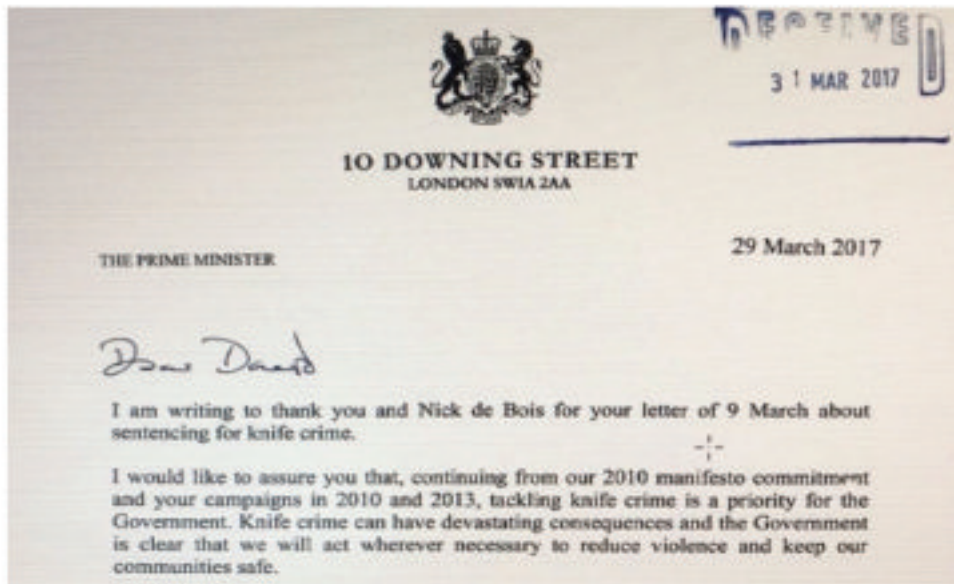 RECEIVED
31 MAR 2017
10 DOWNING STREET
LONDON SW1A 2AA
THE PRIME MINISTER
29 March 2017
Dear David
I am writing to thank you and Nick de Bois for your letter of 9 March about
sentencing for knife crime.
I would like to assure you that, continuing from our 2010 manifesto commitment
and your campaigns in 2010 and 2013, tackling knife crime is a priority for the
Government. Knife crime can have devastating consequences and the Government
is clear that we will act wherever necessary to reduce violence and keep our
communities safe.